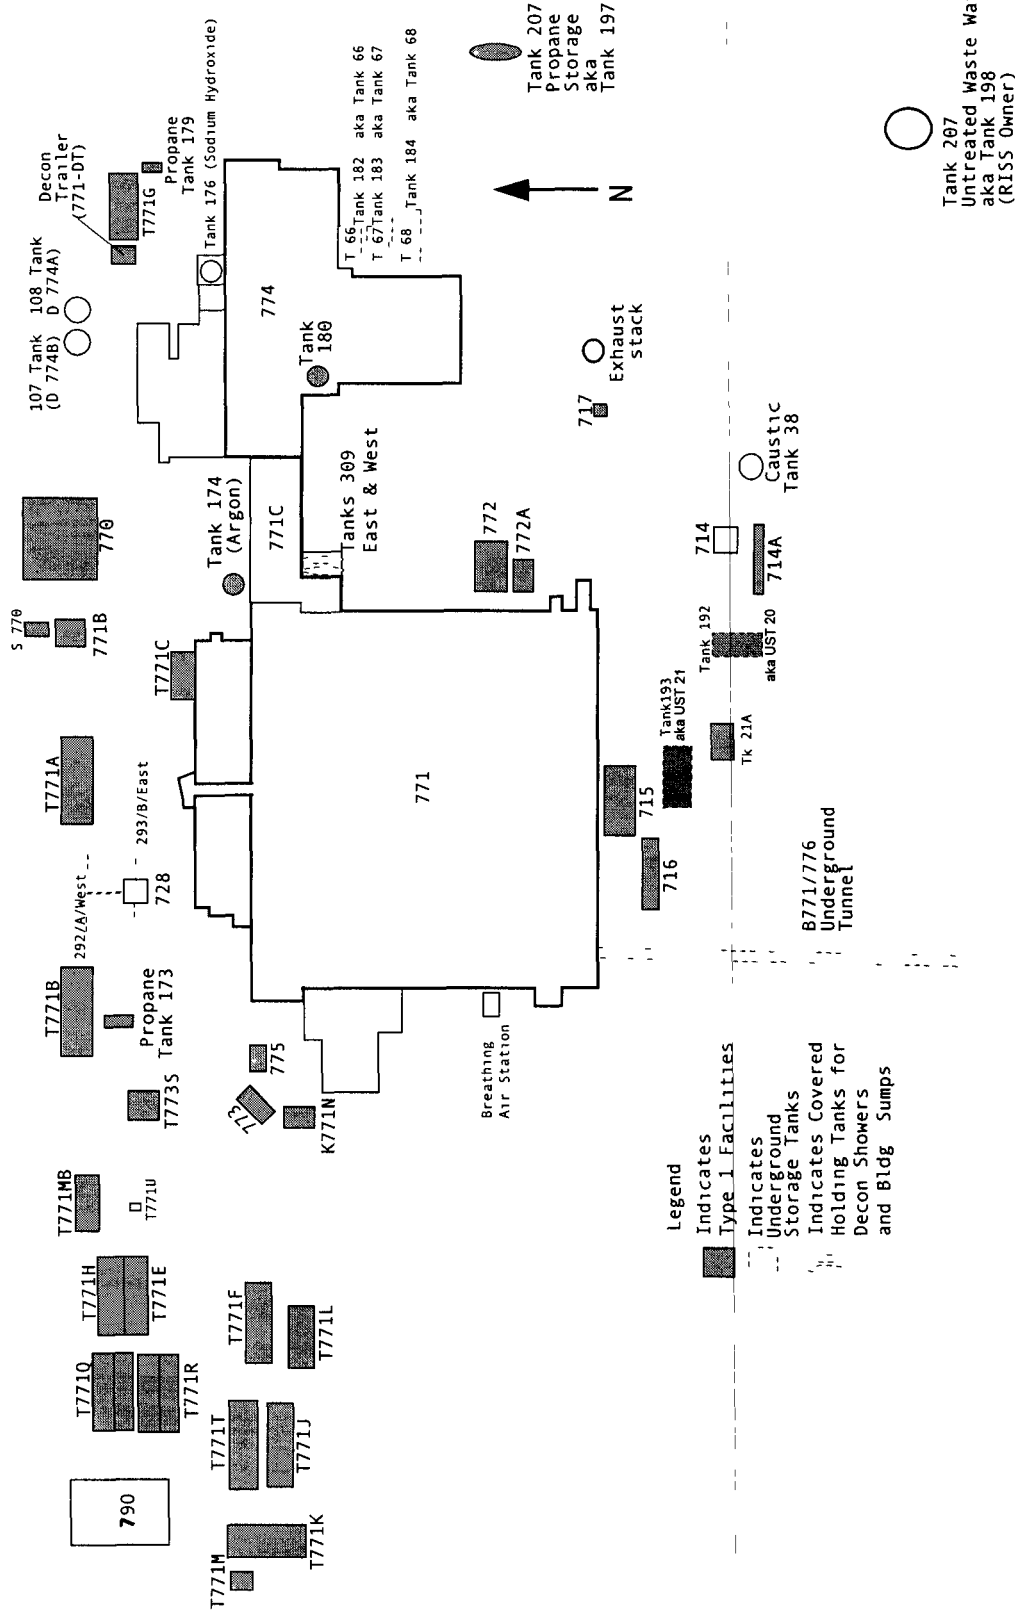 790
T771Q
T771R
T771H
T771E
T771MB
T771U
T773S
T771B
Propane
Tank 173
292/A/West
728
293/B/East
T771A
S 770
771B
770
107 Tank
(D 774B)
108 Tank
D 774A)
Decon
Trailer
(771-DT)
T771G
Propane
Tank 179
Tank 176 (Sodium Hydroxide)
T771M
T771K
T771T
T771J
T771F
T771L
773
K771N
775
T771C
Tank 174
(Argon)
771C
774
Tank
180
Tanks 309
East & West
T 66 Tank 182 aka Tank 66
T 67 Tank 183 aka Tank 67
T 68 Tank 184 aka Tank 68
771
Breathing
Air Station
772
772A
717
Exhaust
stack
N
Tank 207
Propane
Storage
aka
Tank 197
716
715
Tank193
aka UST 21
Tank 192
aka UST 20
Tk 21A
714
714A
Caustic
Tank 38
B771/776
Underground
Tunnel
Tank 207
Untreated Waste Wa
aka Tank 198
(RISS Owner)
Legend
Indicates
Type 1 Facilities
Indicates
Underground
Storage Tanks
Indicates Covered
Holding Tanks for
Decon Showers
and Bldg Sumps